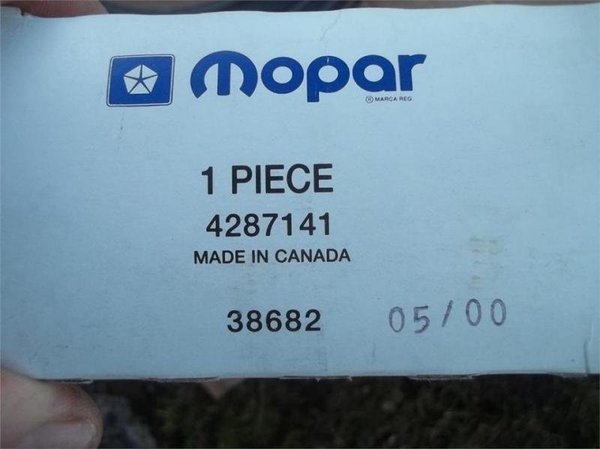 mopar
® MARCA REG
1 PIECE
4287141
MADE IN CANADA
38682 05/00